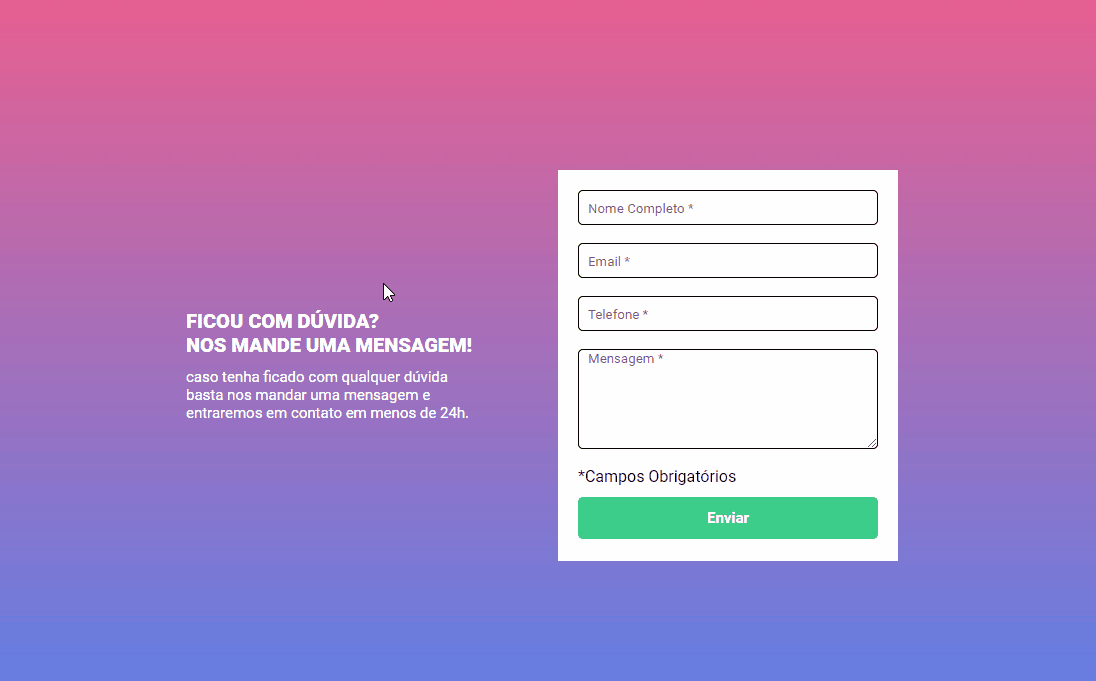 FICOU COM DÚVIDA?
NOS MANDE UMA MENSAGEM!
caso tenha ficado com qualquer dúvida
basta nos mandar uma mensagem e
entraremos em contato em menos de 24h.
Nome Completo *
Email *
Telefone *
Mensagem *
*Campos Obrigatórios
Enviar